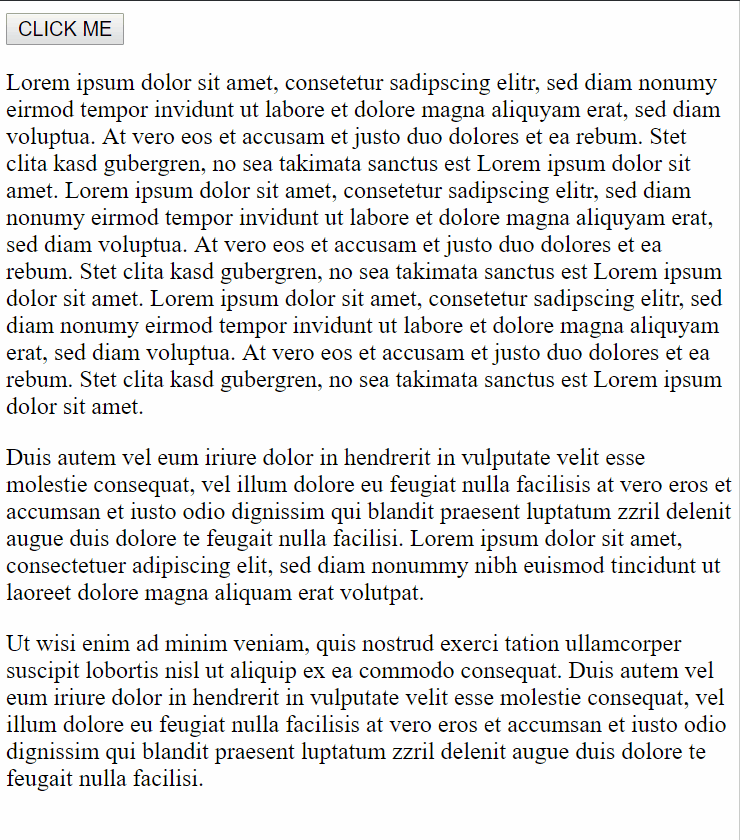 CLICK ME
Lorem ipsum dolor sit amet, consetetur sadipscing elitr, sed diam nonumy
eirmod tempor invidunt ut labore et dolore magna aliquyam erat, sed diam
voluptua. At vero eos et accusam et justo duo dolores et ea rebum. Stet
clita kasd gubergren, no sea takimata sanctus est Lorem ipsum dolor sit
amet. Lorem ipsum dolor sit amet, consetetur sadipscing elitr, sed diam
nonumy eirmod tempor invidunt ut labore et dolore magna aliquyam erat,
sed diam voluptua. At vero eos et accusam et justo duo dolores et ea
rebum. Stet clita kasd gubergren, no sea takimata sanctus est Lorem ipsum
dolor sit amet. Lorem ipsum dolor sit amet, consetetur sadipscing elitr, sed
diam nonumy eirmod tempor invidunt ut labore et dolore magna aliquyam
erat, sed diam voluptua. At vero eos et accusam et justo duo dolores et ea
rebum. Stet clita kasd gubergren, no sea takimata sanctus est Lorem ipsum
dolor sit amet.
Duis autem vel eum iriure dolor in hendrerit in vulputate velit esse
molestie consequat, vel illum dolore eu feugiat nulla facilisis at vero eros et
accumsan et iusto odio dignissim qui blandit praesent luptatum zzril delenit
augue duis dolore te feugait nulla facilisi. Lorem ipsum dolor sit amet,
consectetuer adipiscing elit, sed diam nonummy nibh euismod tincidunt ut
laoreet dolore magna aliquam erat volutpat.
Ut wisi enim ad minim veniam, quis nostrud exerci tation ullamcorper
suscipit lobortis nisl ut aliquip ex ea commodo consequat. Duis autem vel
eum iriure dolor in hendrerit in vulputate velit esse molestie consequat, vel
illum dolore eu feugiat nulla facilisis at vero eros et accumsan et iusto odio
dignissim qui blandit praesent luptatum zzril delenit augue duis dolore te
feugait nulla facilisi.